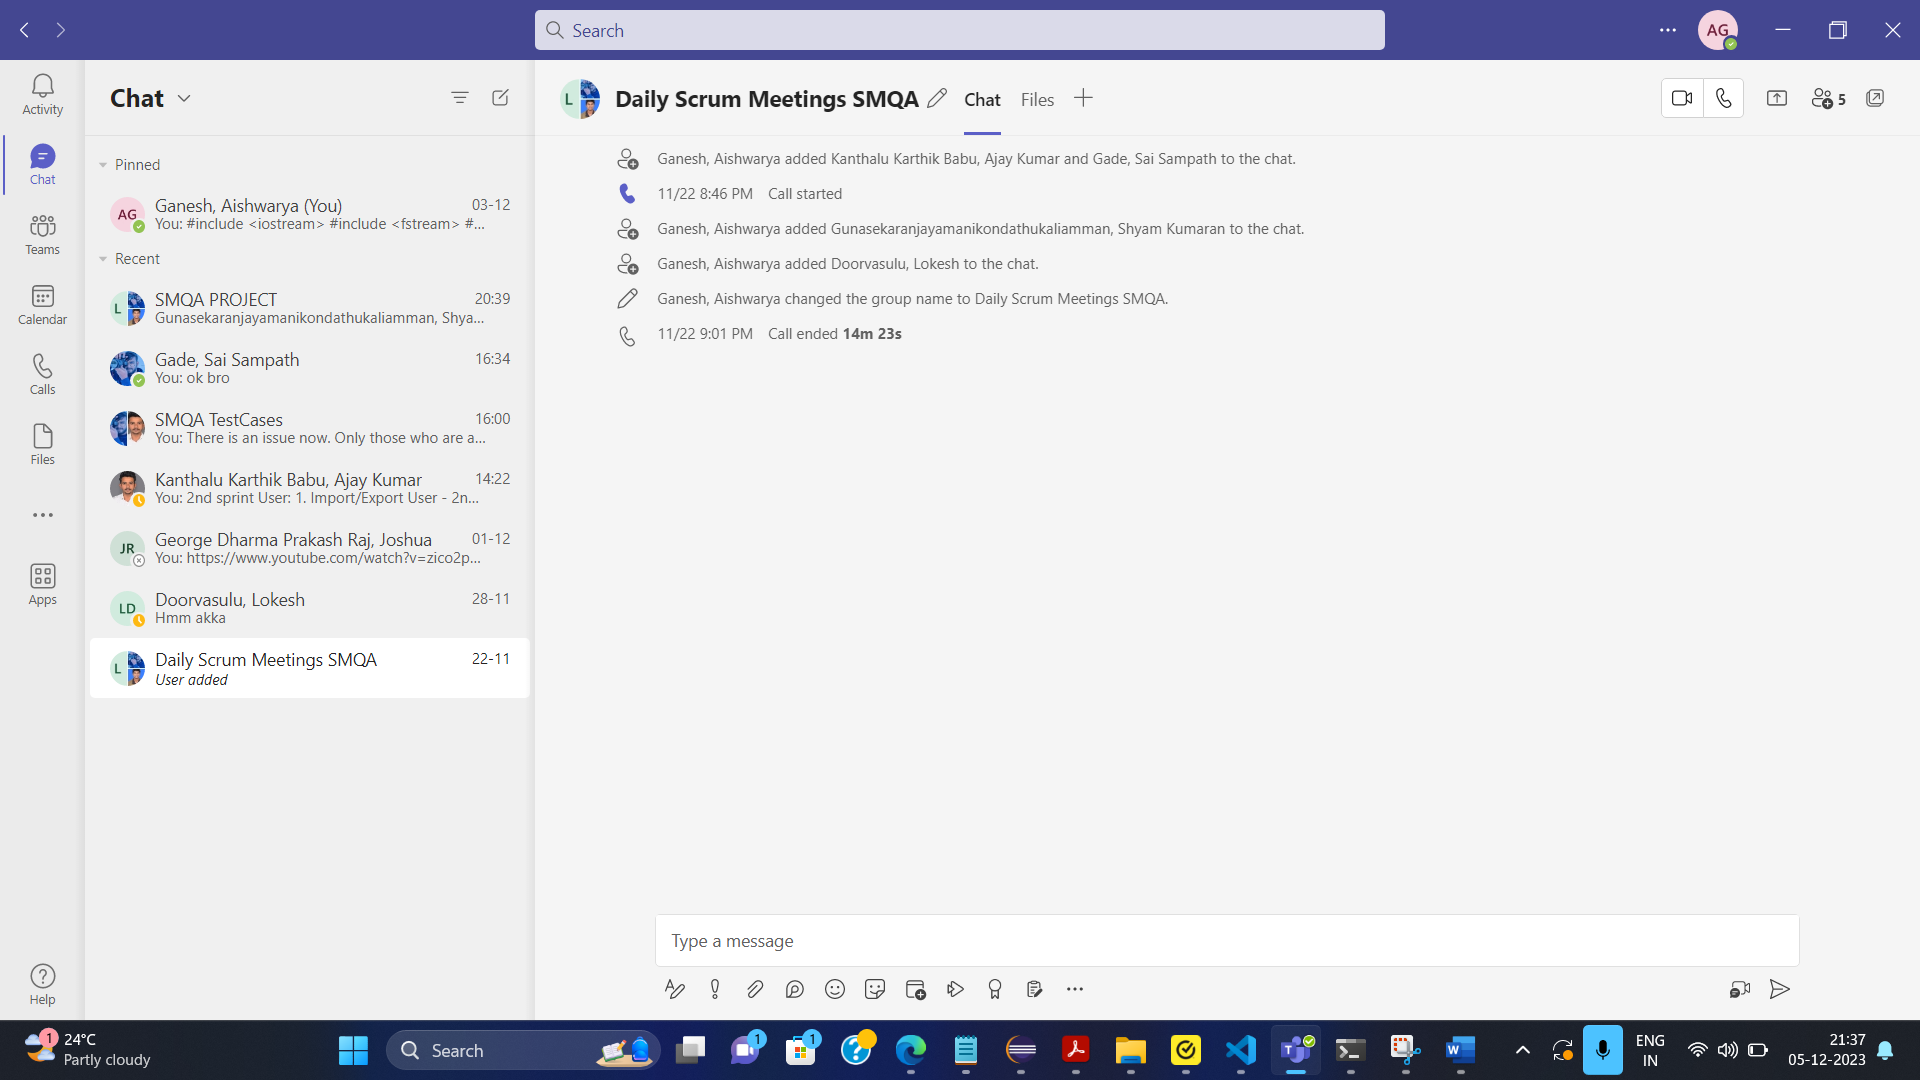 Search
AG
Activity
Chat
Teams
Calendar
Calls
Files
Apps
Help
Chat
Pinned
AG
Ganesh, Aishwarya (You)
03-12
You: #include <iostream> #include <fstream> #...
Recent
L
SMQA PROJECT
20:39
Gunasekaranjayamanikondathukaliamman, Shya...
Gade, Sai Sampath
16:34
You: ok bro
SMQA TestCases
16:00
You: There is an issue now. Only those who are a...
Kanthalu Karthik Babu, Ajay Kumar
14:22
You: 2nd sprint User: 1. Import/Export User - 2n...
JR
George Dharma Prakash Raj, Joshua
01-12
You: https://www.youtube.com/watch?v=zico2p...
LD
Doorvasulu, Lokesh
28-11
Hmm akka
L
Daily Scrum Meetings SMQA
22-11
User added
L
Daily Scrum Meetings SMQA
Chat
Files
5
Ganesh, Aishwarya added Kanthalu Karthik Babu, Ajay Kumar and Gade, Sai Sampath to the chat.
11/22 8:46 PM Call started
Ganesh, Aishwarya added Gunasekaranjayamanikondathukaliamman, Shyam Kumaran to the chat.
Ganesh, Aishwarya added Doorvasulu, Lokesh to the chat.
Ganesh, Aishwarya changed the group name to Daily Scrum Meetings SMQA.
11/22 9:01 PM Call ended 14m 23s
Type a message
1
24°C
Partly cloudy
Search
1
1
ENG
IN
21:37
05-12-2023